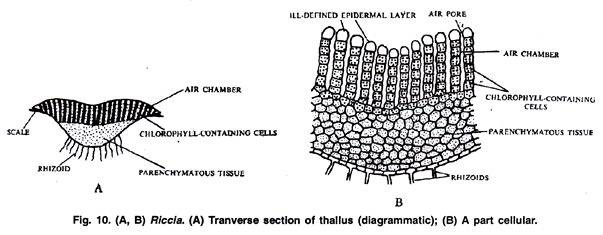 ILL-DEFINED EPIDERMAL LAYER
AIR PORE
AIR CHAMBER
CHLOROPHYLL-CONTAINING
CELLS
PARENCHYMATOUS TISSUE
RHIZOIDS
B
AIR CHAMBER
SCALE
CHLOROPHYLL-CONTAINING CELLS
RHIZOID
PARENCHYMATOUS TISSUE
A
Fig. 10. (A, B) Riccia. (A) Tranverse section of thallus (diagrammatic); (B) A part cellular.